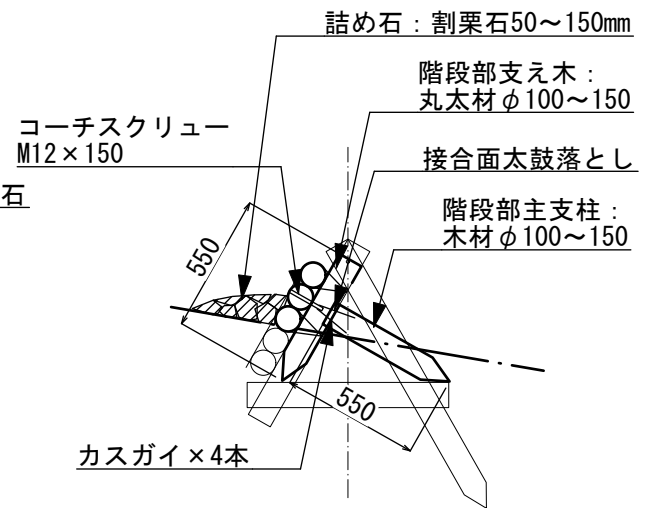 詰め石：割栗石50～150mm
階段部支え木：
丸太材φ100～150
コーチスクリュー
M12×150
接合面太鼓落とし
石
階段部主支柱：
木材φ100～150
550
550
カスガイ×4本